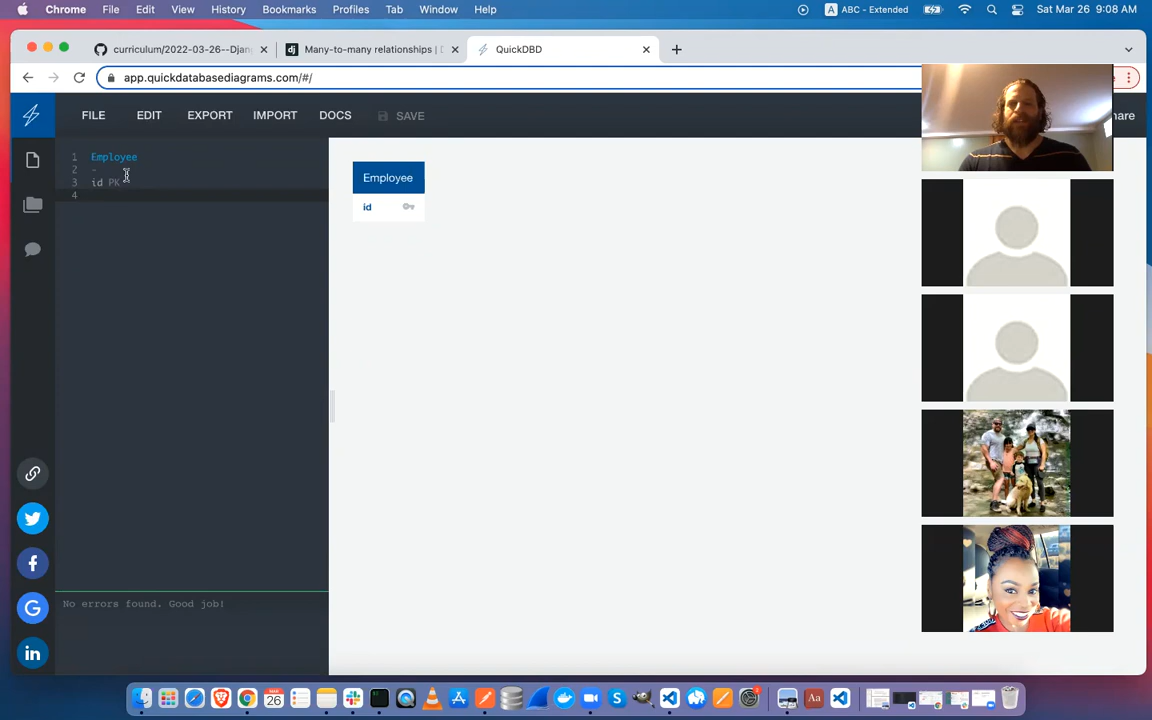 Chrome File Edit View History Bookmarks Profiles Tab Window Help
A ABC - Extended
Sat Mar 26 9:08 AM
curriculum/2022-03-26--Djan
dj Many-to-many relationships | D
QuickDBD
app.quickdatabasediagrams.com/#/
FILE EDIT EXPORT IMPORT DOCS SAVE
hare
1 Employee
2 -
3 id PK
4
Employee
id
No errors found. Good job!
Aa